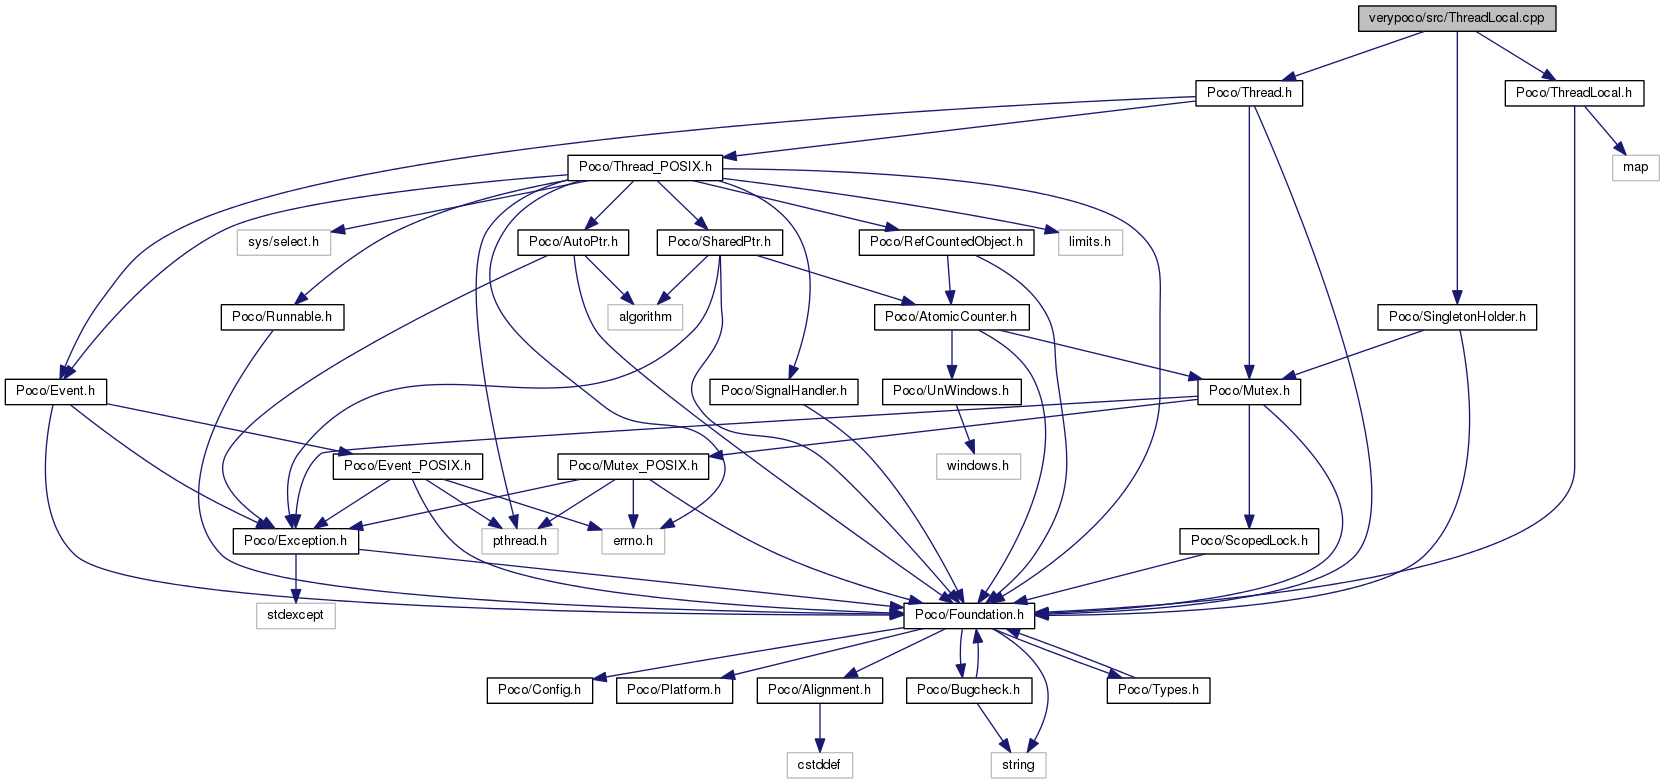 verypoco/src/ThreadLocal.cpp
Poco/Thread.h
Poco/ThreadLocal.h
Poco/Thread_POSIX.h
map
sys/select.h
Poco/AutoPtr.h
Poco/SharedPtr.h
Poco/RefCountedObject.h
limits.h
Poco/Runnable.h
algorithm
Poco/AtomicCounter.h
Poco/SingletonHolder.h
Poco/Event.h
Poco/SignalHandler.h
Poco/UnWindows.h
Poco/Mutex.h
Poco/Event_POSIX.h
Poco/Mutex_POSIX.h
windows.h
Poco/Exception.h
pthread.h
errno.h
Poco/ScopedLock.h
stdexcept
Poco/Foundation.h
Poco/Config.h
Poco/Platform.h
Poco/Alignment.h
Poco/Bugcheck.h
Poco/Types.h
cstddef
string